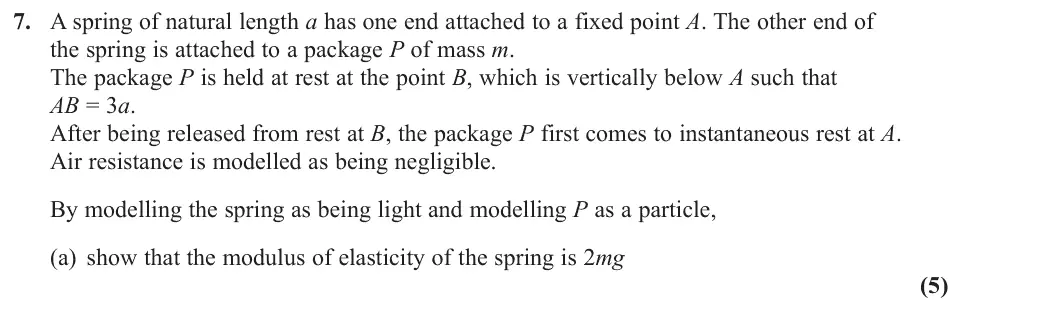 7. A spring of natural length a has one end attached to a fixed point A. The other end of
the spring is attached to a package P of mass m.
The package P is held at rest at the point B, which is vertically below A such that
AB = 3a.
After being released from rest at B, the package P first comes to instantaneous rest at A.
Air resistance is modelled as being negligible.
By modelling the spring as being light and modelling P as a particle,
(a) show that the modulus of elasticity of the spring is 2mg
(5)